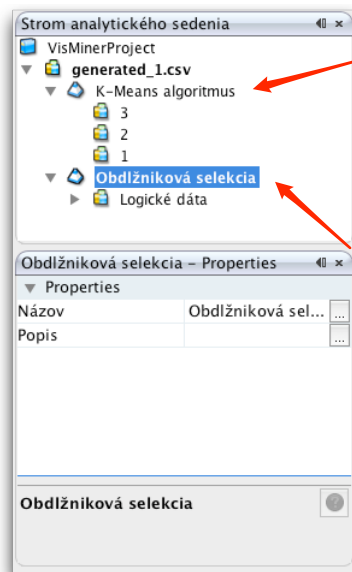 Strom analytického sedenia
VisMinerProject
generated_1.csv
K-Means algoritmus
3
2
1
Obdĺžniková selekcia
Logické dáta
Obdĺžniková selekcia - Properties
Properties
Názov Obdĺžniková sel... ...
Popis ...
Obdĺžniková selekcia ?